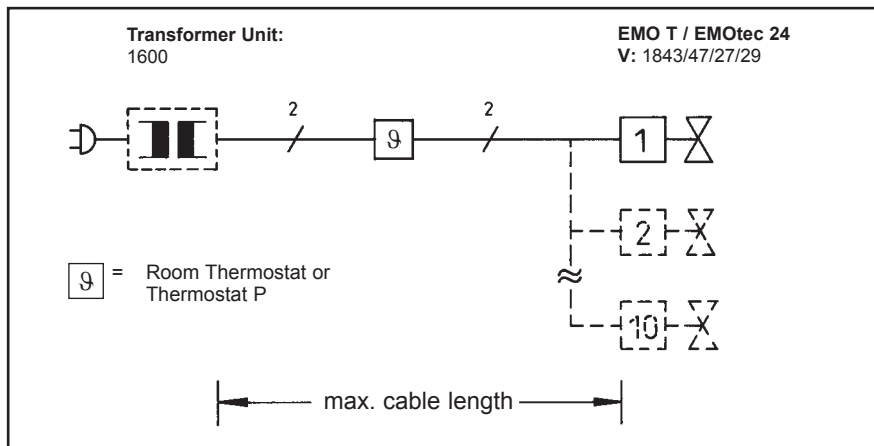 Transformer Unit:
1600
EMO T / EMOtec 24
V: 1843/47/27/29
2
2
ϑ
1
2
10
ϑ = Room Thermostat or
Thermostat P
max. cable length